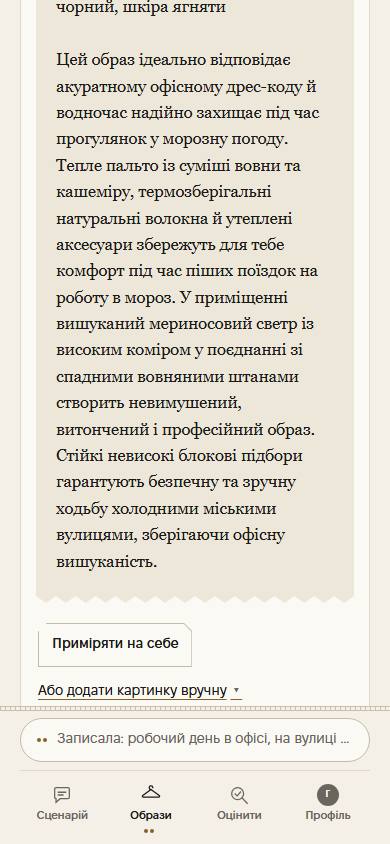 чорний, шкіра ягняти
Цей образ ідеально відповідає
акуратному офісному дрес-коду й
водночас надійно захищає під час
прогулянок у морозну погоду.
Тепле пальто із суміші вовни та
кашеміру, термозберігальні
натуральні волокна й утеплені
аксесуари збережуть для тебе
комфорт під час піших поїздок на
роботу в мороз. У приміщенні
вишуканий мериносовий светр із
високим коміром у поєднанні зі
спадними вовняними штанами
створить невимушений,
витончений і професійний образ.
Стійкі невисокі блокові підбори
гарантують безпечну та зручну
ходьбу холодними міськими
вулицями, зберігаючи офісну
вишуканість.
Приміряти на себе
Або додати картинку вручну
Записала: робочий день в офісі, на вулиці ...
Г
Сценарій Образи Оцінити Профіль